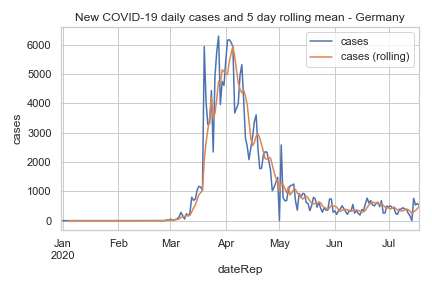 New COVID-19 daily cases and 5 day rolling mean - Germany
cases
cases (rolling)
6000
5000
4000
3000
2000
1000
0
cases
Jan
2020
Feb
Mar
Apr
May
Jun
Jul
dateRep